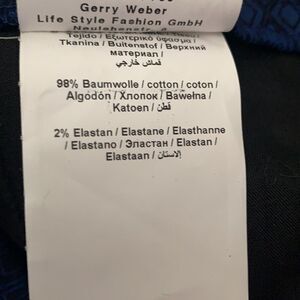 Gerry Weber
Life Style Fashion GmbH
Neulehenstr.
Tejido / Εξωτερικό ύφασμα /
Tkanina / Buitenstof / Верхний
материал /
قماش خارجي
98% Baumwolle / cotton / coton /
Algodón / Хлопок / Bawełna /
Katoen / قطن
2% Elastan / Elastane / Elasthanne
/ Elastano / Эластан / Elastan /
Elastaan / الاستان